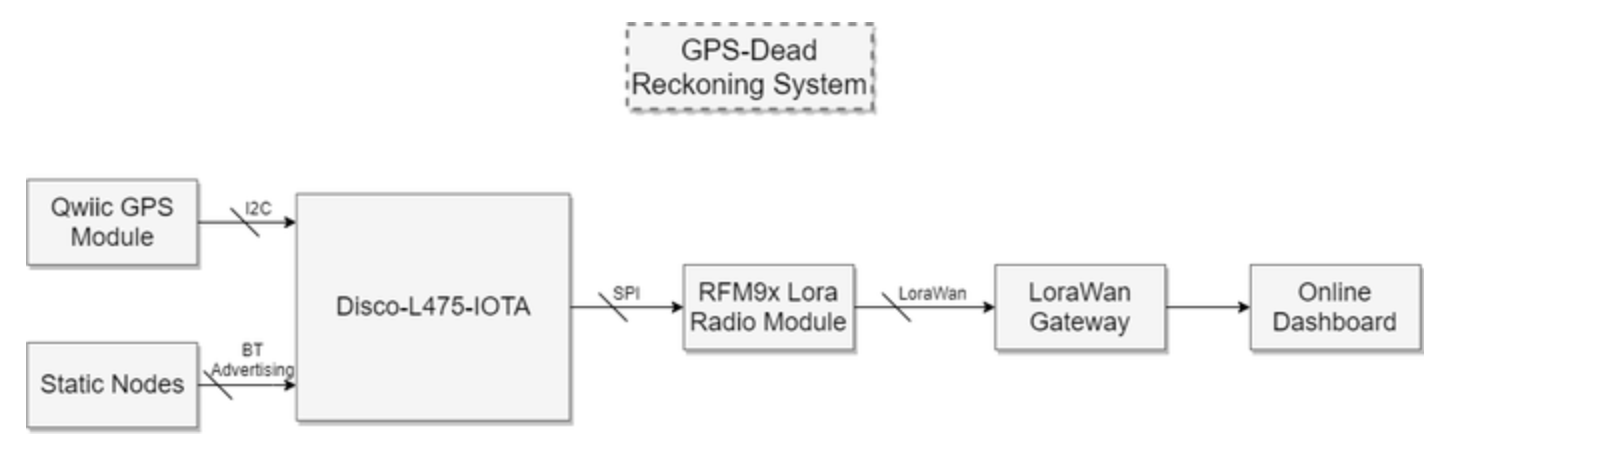 GPS-Dead
Reckoning System
Qwiic GPS
Module
I2C
Static Nodes
BT
Advertising
Disco-L475-IOTA
SPI
RFM9x Lora
Radio Module
LoraWan
LoraWan
Gateway
Online
Dashboard